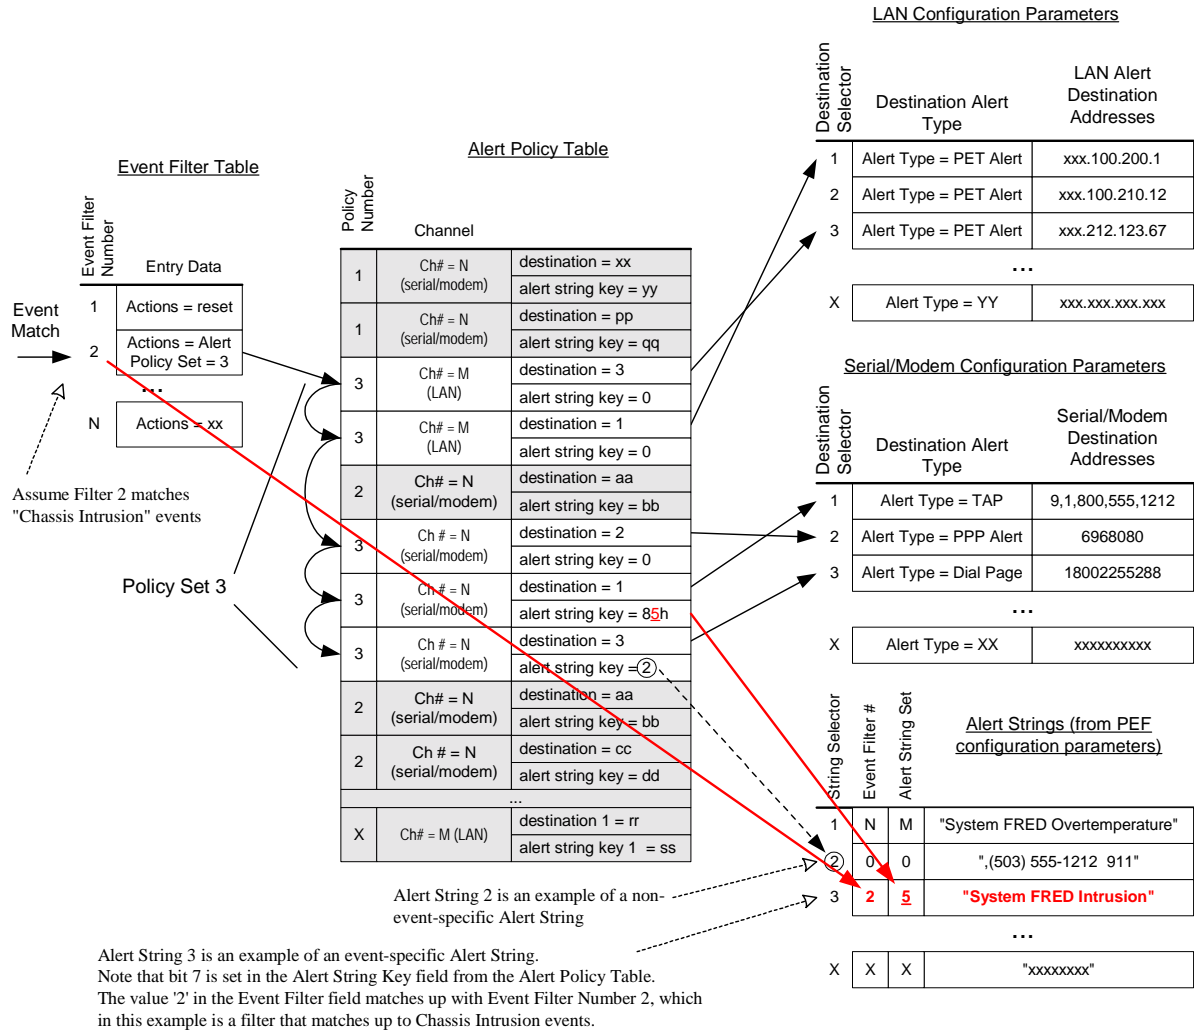 LAN Configuration Parameters
Destination Selector
Destination Alert Type
LAN Alert Destination Addresses
1 Alert Type = PET Alert xxx.100.200.1
2 Alert Type = PET Alert xxx.100.210.12
3 Alert Type = PET Alert xxx.212.123.67
...
X Alert Type = YY xxx.xxx.xxx.xxx
Event Filter Table
Event Filter Number
Entry Data
Event Match
1 Actions = reset
2 Actions = Alert Policy Set = 3
...
N Actions = xx
Assume Filter 2 matches
"Chassis Intrusion" events
Policy Set 3
Alert Policy Table
Policy Number
Channel
1 Ch# = N (serial/modem) destination = xx
alert string key = yy
1 Ch# = N (serial/modem) destination = pp
alert string key = qq
3 Ch# = M (LAN) destination = 3
alert string key = 0
3 Ch# = M (LAN) destination = 1
alert string key = 0
2 Ch# = N (serial/modem) destination = aa
alert string key = bb
3 Ch # = N (serial/modem) destination = 2
alert string key = 0
3 Ch # = N (serial/modem) destination = 1
alert string key = 85h
3 Ch # = N (serial/modem) destination = 3
alert string key = 2
2 Ch# = N (serial/modem) destination = aa
alert string key = bb
2 Ch # = N (serial/modem) destination = cc
alert string key = dd
...
X Ch# = M (LAN) destination 1 = rr
alert string key 1 = ss
Serial/Modem Configuration Parameters
Destination Selector
Destination Alert Type
Serial/Modem Destination Addresses
1 Alert Type = TAP 9,1,800,555,1212
2 Alert Type = PPP Alert 6968080
3 Alert Type = Dial Page 18002255288
...
X Alert Type = XX xxxxxxxxxx
String Selector
Event Filter #
Alert String Set
Alert Strings (from PEF
configuration parameters)
1 N M "System FRED Overtemperature"
2 0 0 ",(503) 555-1212 911"
3 2 5 "System FRED Intrusion"
...
X X X "xxxxxxxx"
Alert String 2 is an example of a non-
event-specific Alert String
Alert String 3 is an example of an event-specific Alert String.
Note that bit 7 is set in the Alert String Key field from the Alert Policy Table.
The value '2' in the Event Filter field matches up with Event Filter Number 2, which
in this example is a filter that matches up to Chassis Intrusion events.